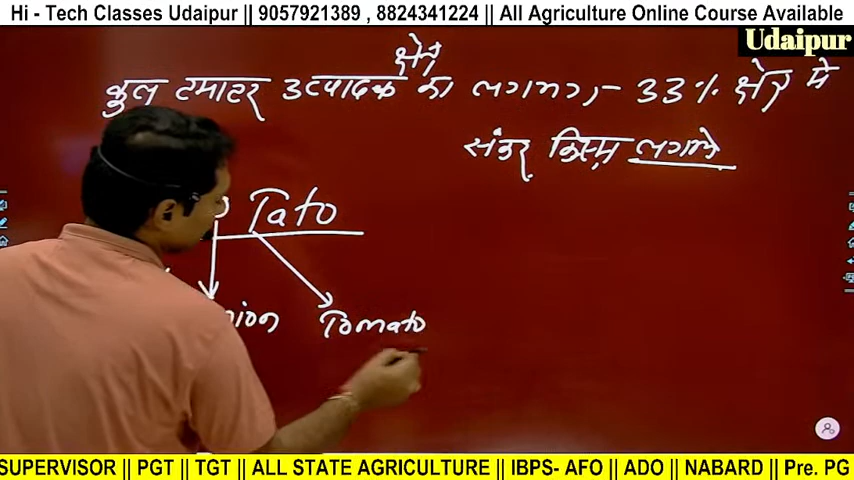 Hi - Tech Classes Udaipur || 9057921389 , 8824341224 || All Agriculture Online Course Available
Udaipur
क्षेत्र
कुल टमाटर उत्पादक का लगभग - 33% क्षेत्र मे
संकर किस्म लगाते
Tato
nion Tomato
SUPERVISOR || PGT || TGT || ALL STATE AGRICULTURE || IBPS- AFO || ADO || NABARD || Pre. PG